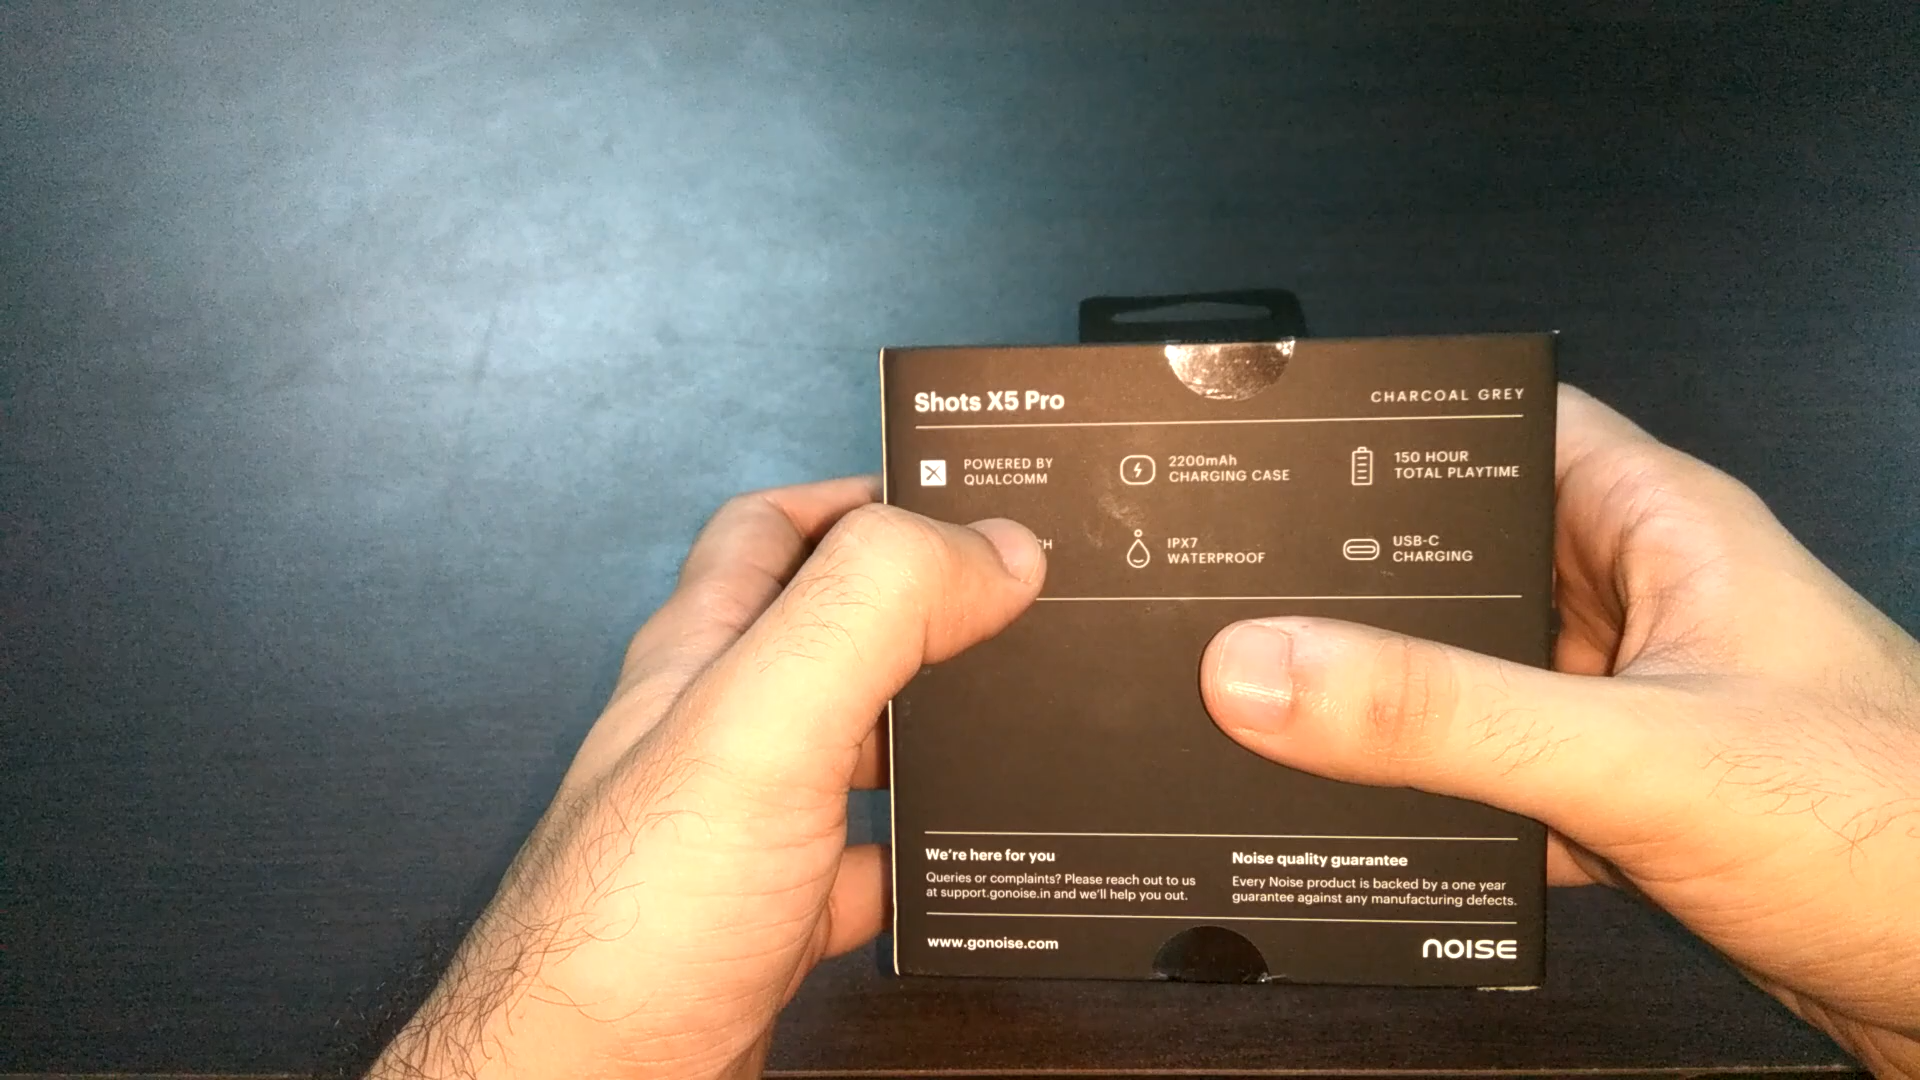 Shots X5 Pro
CHARCOAL GREY
POWERED BY
QUALCOMM
2200mAh
CHARGING CASE
150 HOUR
TOTAL PLAYTIME
IPX7
WATERPROOF
USB-C
CHARGING
We're here for you
Queries or complaints? Please reach out to us
at support.gonoise.in and we'll help you out.
Noise quality guarantee
Every Noise product is backed by a one year
guarantee against any manufacturing defects.
www.gonoise.com
NOISE